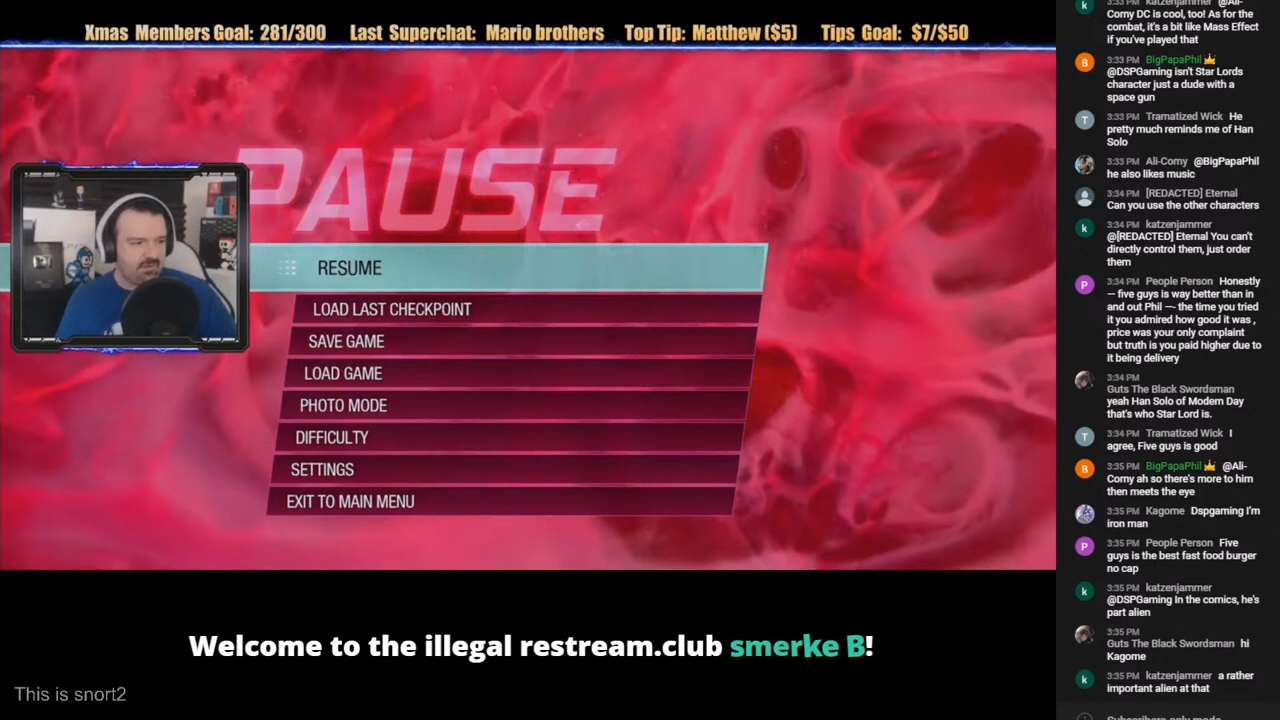 Xmas Members Goal: 281/300 Last Superchat: Mario brothers Top Tip: Matthew ($5) Tips Goal: $7/$50
PAUSE
RESUME
LOAD LAST CHECKPOINT
SAVE GAME
LOAD GAME
PHOTO MODE
DIFFICULTY
SETTINGS
EXIT TO MAIN MENU
Welcome to the illegal restream.club smerke B!
This is snort2
k 3:33 PM katzenjammer @Ali-
Corny DC is cool, too! As for the
combat, it's a bit like Mass Effect
if you've played that
B 3:33 PM BigPapaPhil
@DSPGaming isn't Star Lords
character just a dude with a
space gun
T 3:33 PM Tramatized Wick He
pretty much reminds me of Han
Solo
3:33 PM Ali-Corny @BigPapaPhil
he also likes music
3:34 PM [REDACTED] Eternal
Can you use the other characters
k 3:34 PM katzenjammer
@[REDACTED] Eternal You can't
directly control them, just order
them
P 3:34 PM People Person Honestly
— five guys is way better than in
and out Phil —- the time you tried
it you admired how good it was ,
price was your only complaint
but truth is you paid higher due to
it being delivery
3:34 PM
Guts The Black Swordsman
yeah Han Solo of Modern Day
that's who Star Lord is.
T 3:34 PM Tramatized Wick I
agree, Five guys is good
B 3:35 PM BigPapaPhil @Ali-
Corny ah so there's more to him
then meets the eye
3:35 PM Kagome Dspgaming I'm
iron man
P 3:35 PM People Person Five
guys is the best fast food burger
no cap
k 3:35 PM katzenjammer
@DSPGaming In the comics, he's
part alien
3:35 PM
Guts The Black Swordsman hi
Kagome
k 3:35 PM katzenjammer a rather
important alien at that
Subscribers-only mode